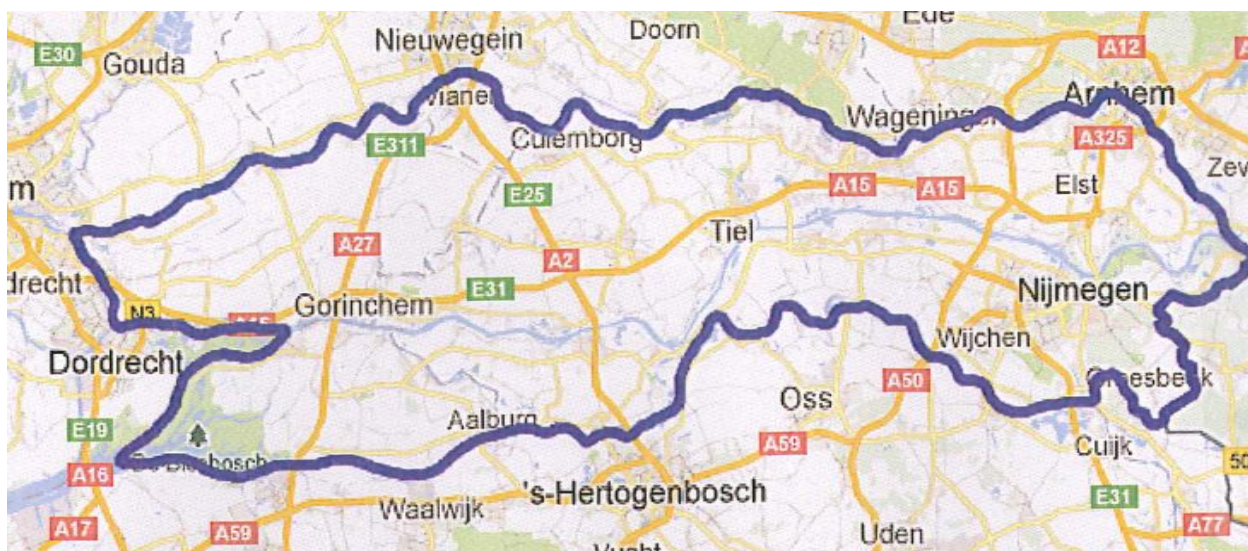 Ede
Doorn
Nieuwegein
E30
Gouda
A12
Arnhem
Wageningen
E311
Culemborg
A325
Zev
m
E25
A15
A15
Elst
Tiel
A27
A2
drecht
E31
Nijmegen
Gorinchem
N3
Wijchen
Dordrecht
A50
Groesbeek
Oss
Aalburg
E19
A59
Cuijk
A16
50
's-Hertogenbosch
Waalwijk
E31
A59
A17
A77
Uden